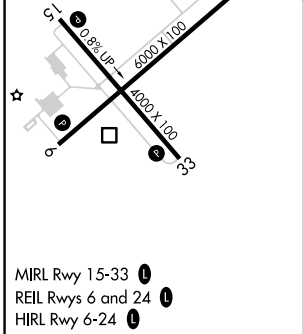 15
P
0.8% UP
6000 X 100
4000 X 100
P
6
P
33
MIRL Rwy 15-33 L
REIL Rwys 6 and 24 L
HIRL Rwy 6-24 L